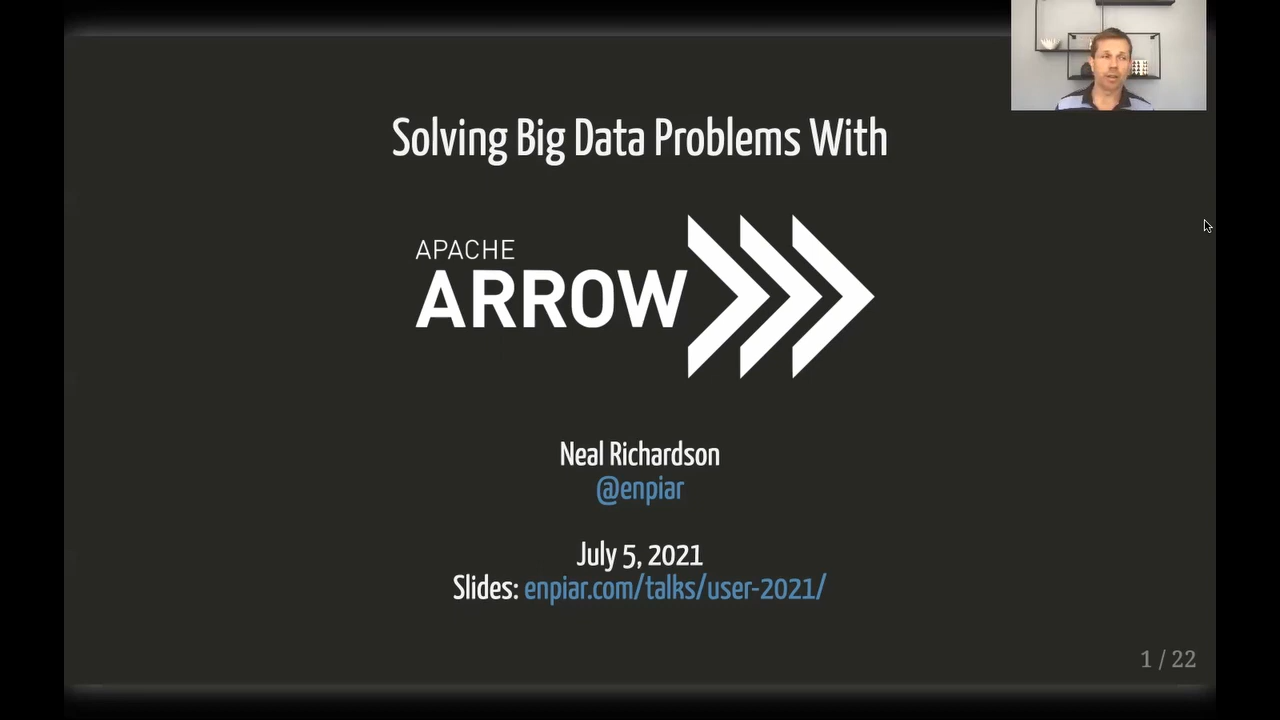 Solving Big Data Problems With
APACHE
ARROW
Neal Richardson
@enpiar
July 5, 2021
Slides: enpiar.com/talks/user-2021/
1 / 22